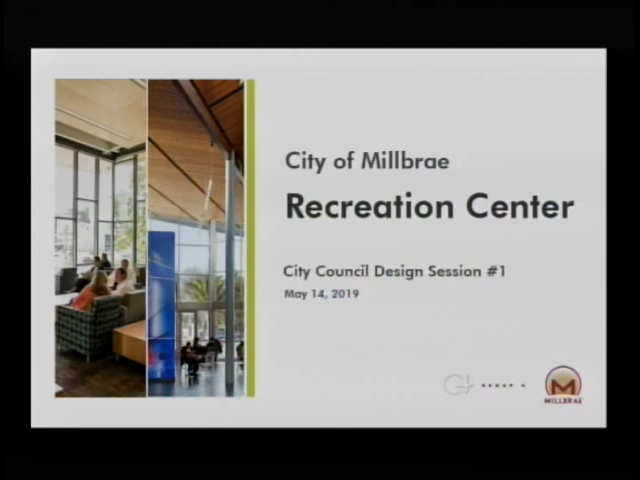 City of Millbrae
Recreation Center
City Council Design Session #1
May 14, 2019
M
MILLBRAE